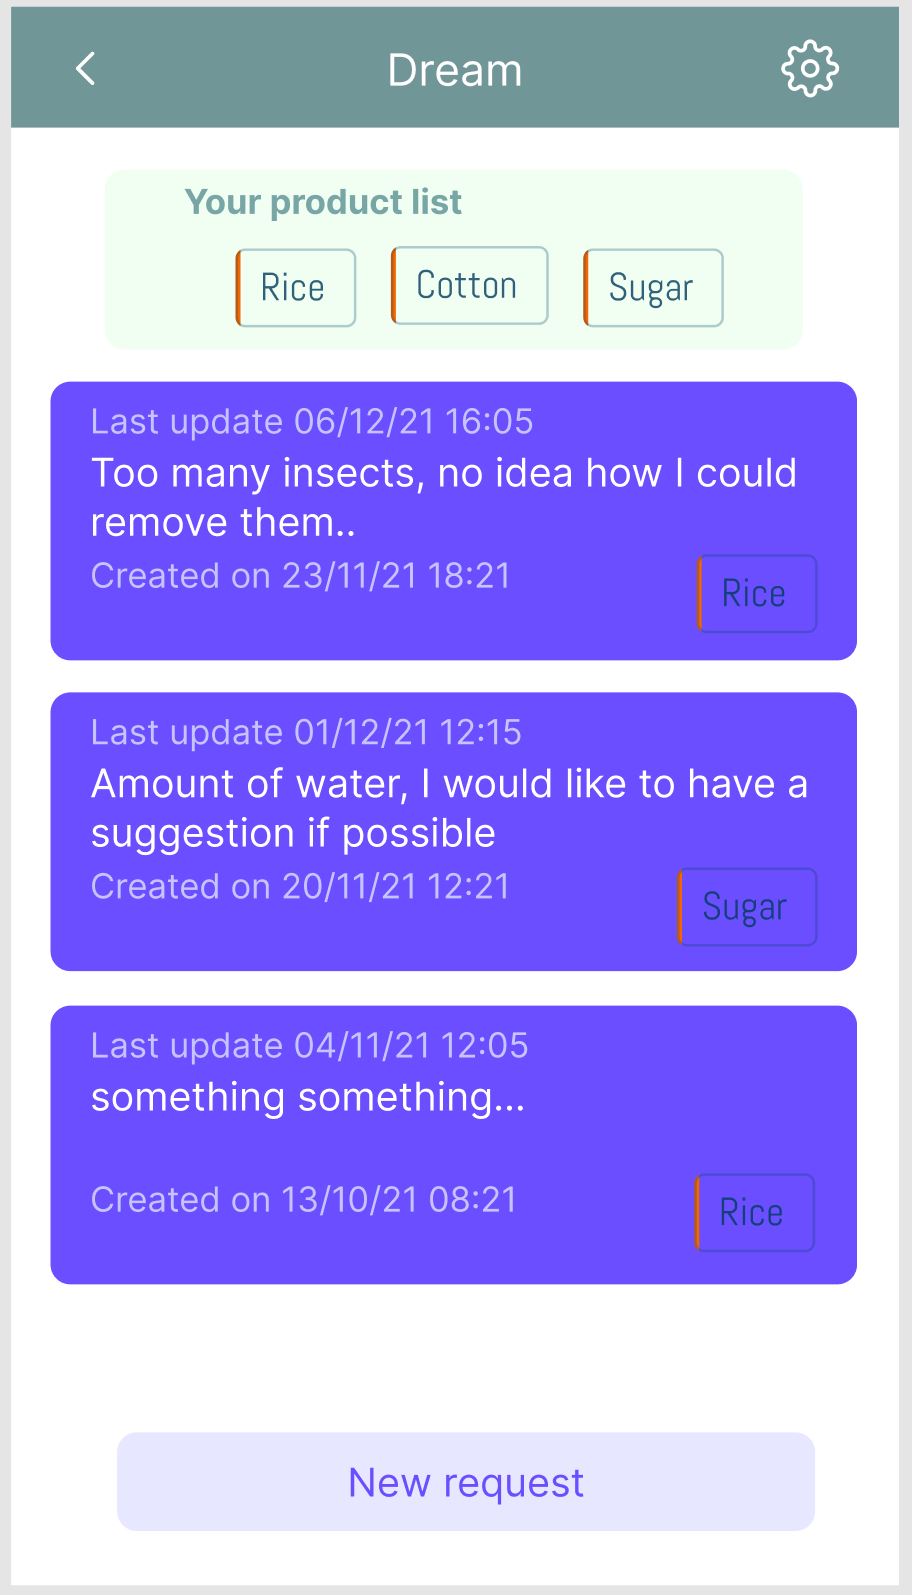 Dream
Your product list
Rice
Cotton
Sugar
Last update 06/12/21 16:05
Too many insects, no idea how I could
remove them..
Created on 23/11/21 18:21
Rice
Last update 01/12/21 12:15
Amount of water, I would like to have a
suggestion if possible
Created on 20/11/21 12:21
Sugar
Last update 04/11/21 12:05
something something...
Created on 13/10/21 08:21
Rice
New request